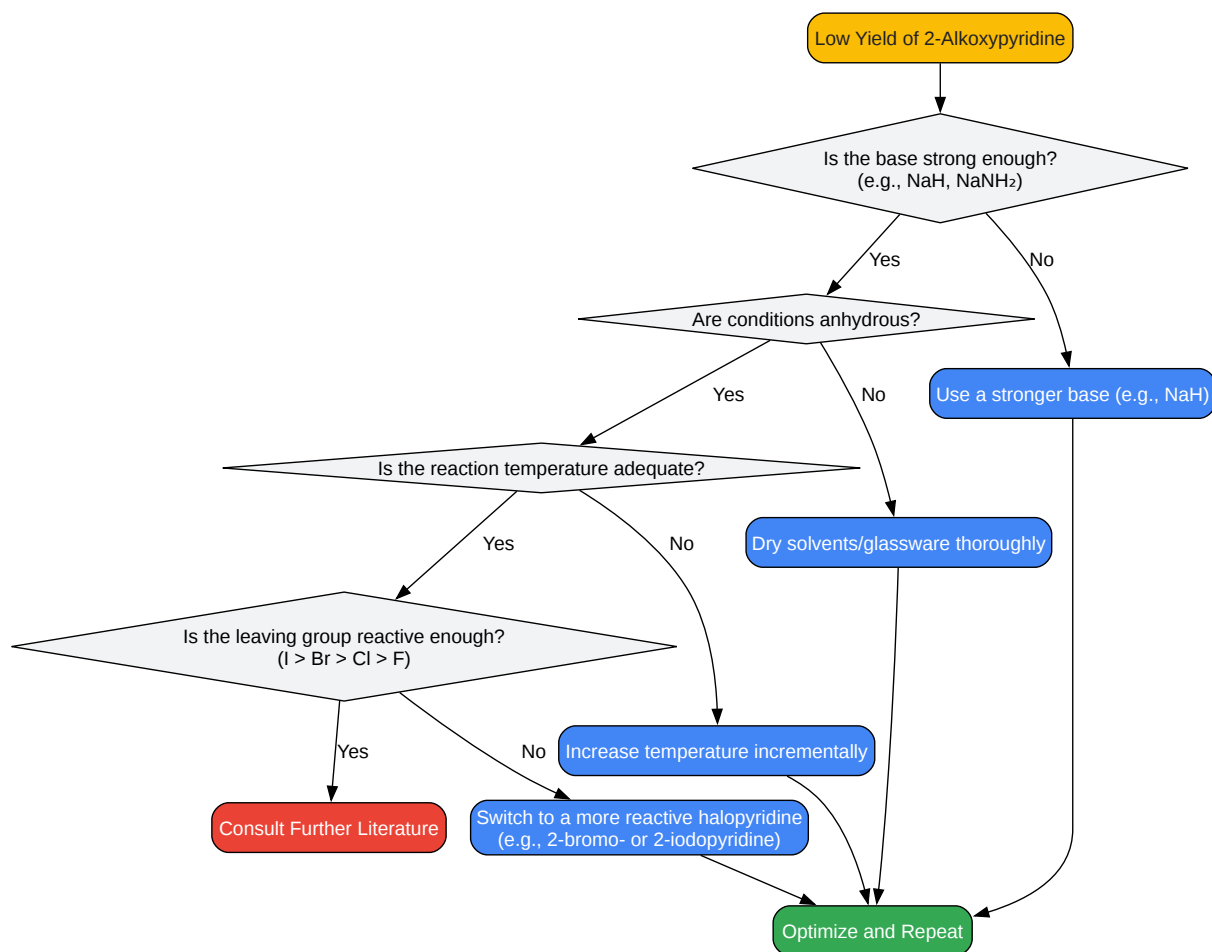 Low Yield of 2-Alkoxypyridine
Is the base strong enough?
(e.g., NaH, NaNH₂)
Yes
No
Are conditions anhydrous?
Use a stronger base (e.g., NaH)
Yes
No
Is the reaction temperature adequate?
Dry solvents/glassware thoroughly
Yes
No
Is the leaving group reactive enough?
(I > Br > Cl > F)
Yes
No
Increase temperature incrementally
Consult Further Literature
Switch to a more reactive halopyridine
(e.g., 2-bromo- or 2-iodopyridine)
Optimize and Repeat